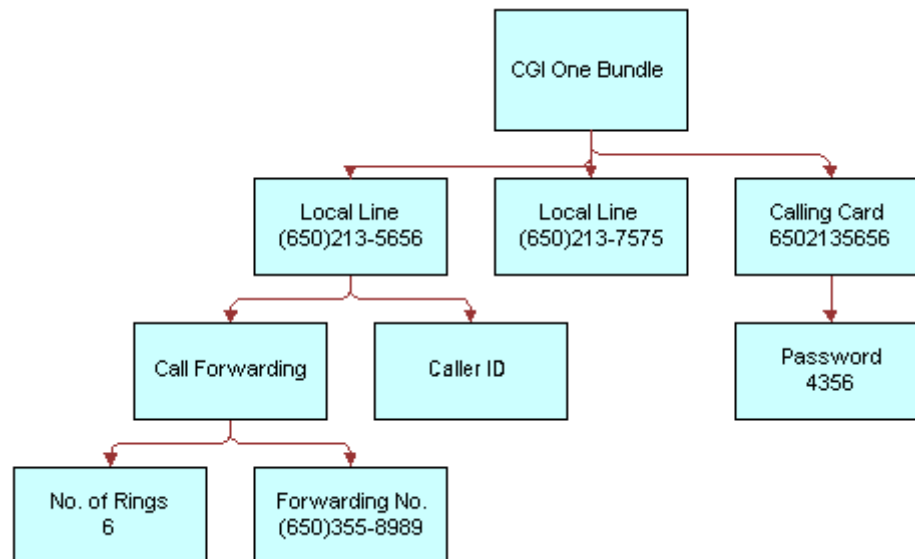 CGI One Bundle
Local Line
(650)213-5656
Local Line
(650)213-7575
Calling Card
6502135656
Call Forwarding
Caller ID
Password
4356
No. of Rings
6
Forwarding No.
(650)355-8989